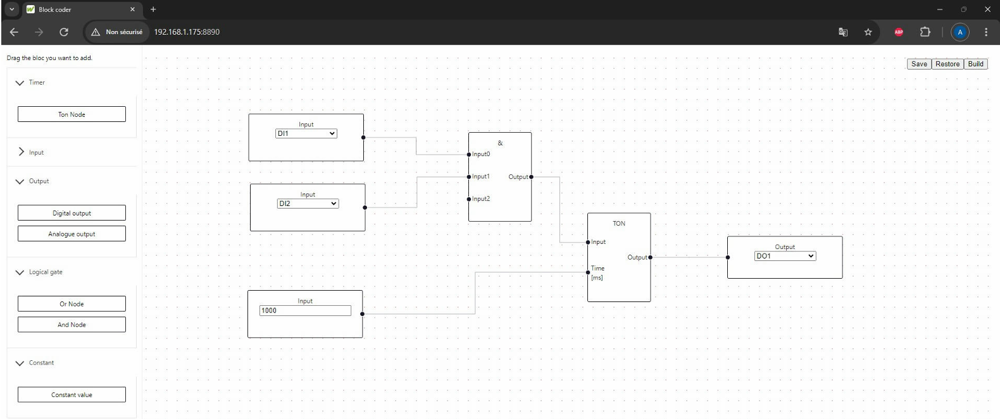 Block coder
Non sécurisé
192.168.1.175:8890
ABP
A
Drag the bloc you want to add.
Save
Restore
Build
Timer
Ton Node
Input
Output
Digital output
Analogue output
Logical gate
Or Node
And Node
Constant
Constant value
Input
DI1
Input
DI2
Input
1000
&
Input0
Input1
Output
Input2
TON
Input
Output
Time
[ms]
Output
DO1